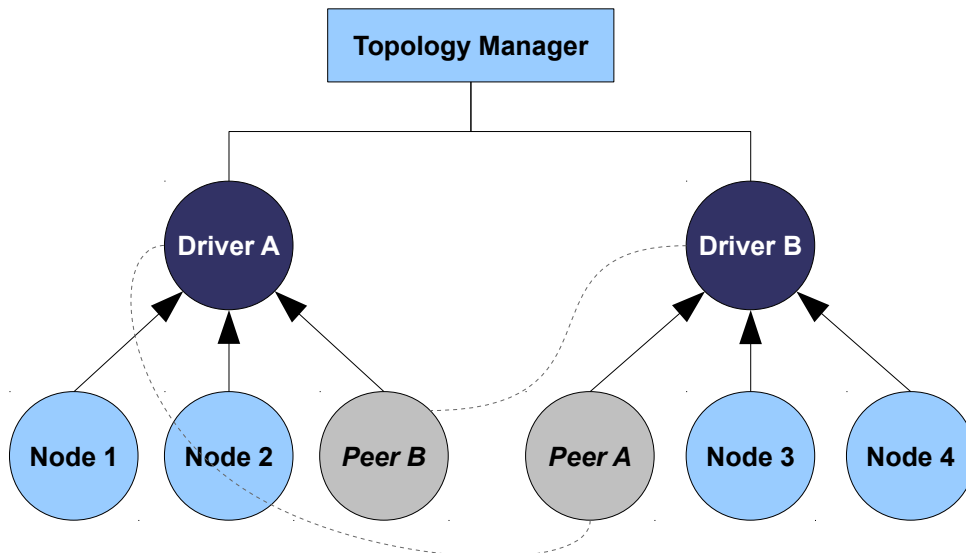 Topology Manager
Driver A
Driver B
Node 1
Node 2
Peer B
Peer A
Node 3
Node 4